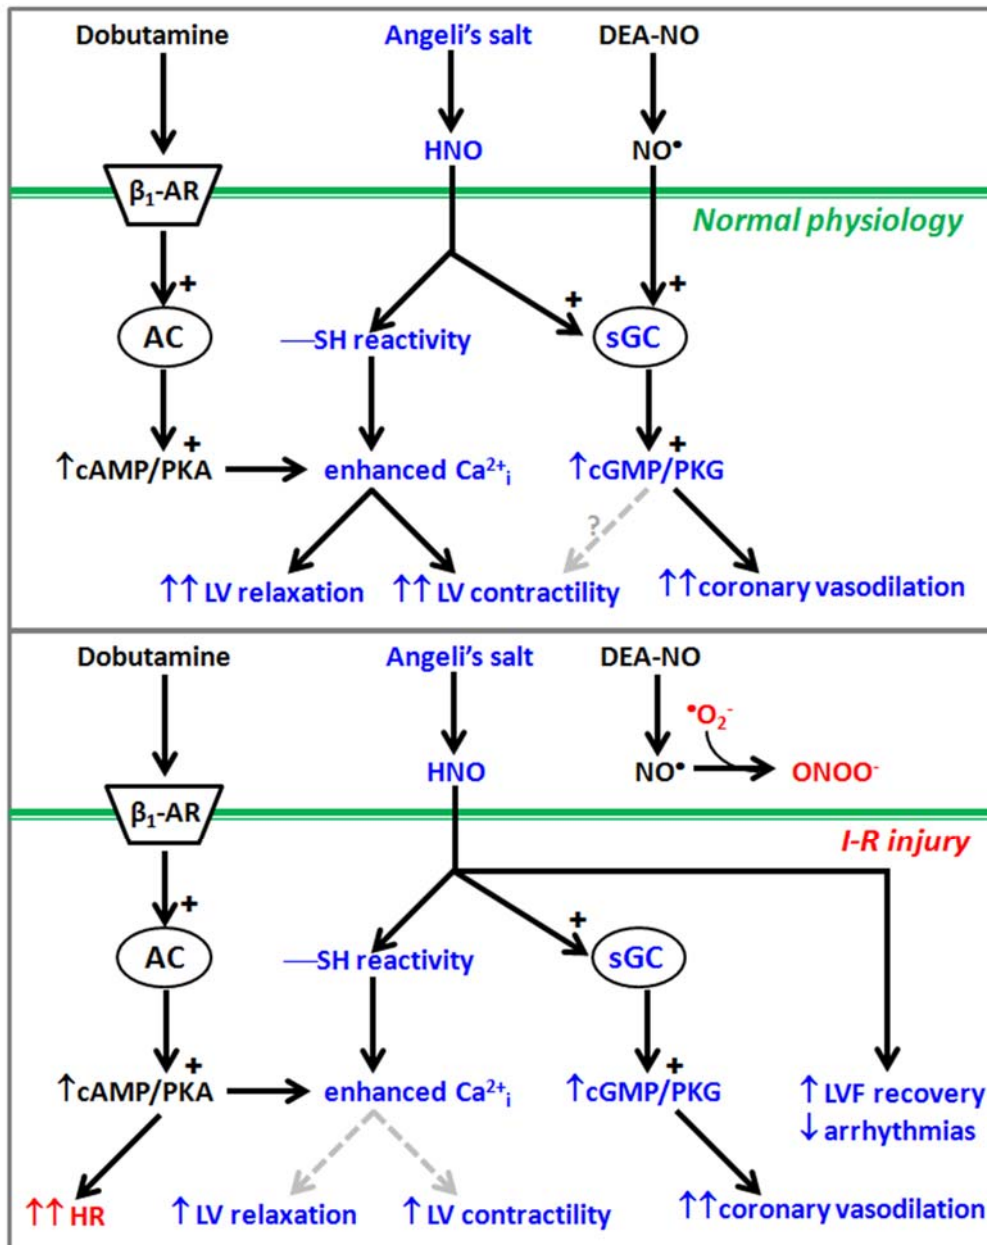 Dobutamine Angeli's salt DEA-NO
HNO NO•
β₁-AR
Normal physiology
+ + +
AC —SH reactivity sGC
+ +
↑cAMP/PKA enhanced Ca²⁺ᵢ ↑cGMP/PKG
?
↑↑ LV relaxation ↑↑ LV contractility ↑↑coronary vasodilation
Dobutamine Angeli's salt DEA-NO
•O₂⁻
HNO NO• ONOO⁻
β₁-AR
I-R injury
+ +
AC —SH reactivity sGC
+ +
↑cAMP/PKA enhanced Ca²⁺ᵢ ↑cGMP/PKG ↑ LVF recovery
↓ arrhythmias
↑↑ HR ↑ LV relaxation ↑ LV contractility ↑↑coronary vasodilation